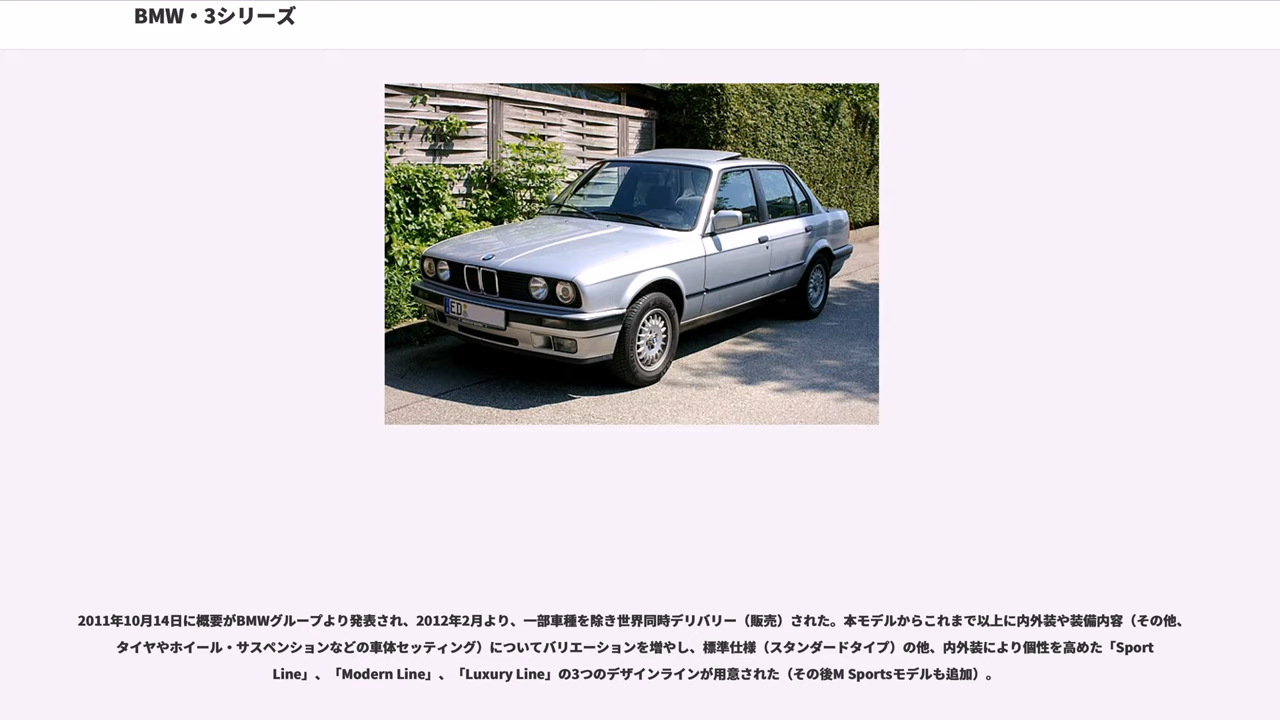 BMW・3シリーズ
ED
2011年10月14日に概要がBMWグループより発表され、2012年2月より、一部車種を除き世界同時デリバリー（販売）された。本モデルからこれまで以上に内外装や装備内容（その他、
タイヤやホイール・サスペンションなどの車体セッティング）についてバリエーションを増やし、標準仕様（スタンダードタイプ）の他、内外装により個性を高めた「Sport
Line」、「Modern Line」、「Luxury Line」の3つのデザインラインが用意された（その後M Sportsモデルも追加）。